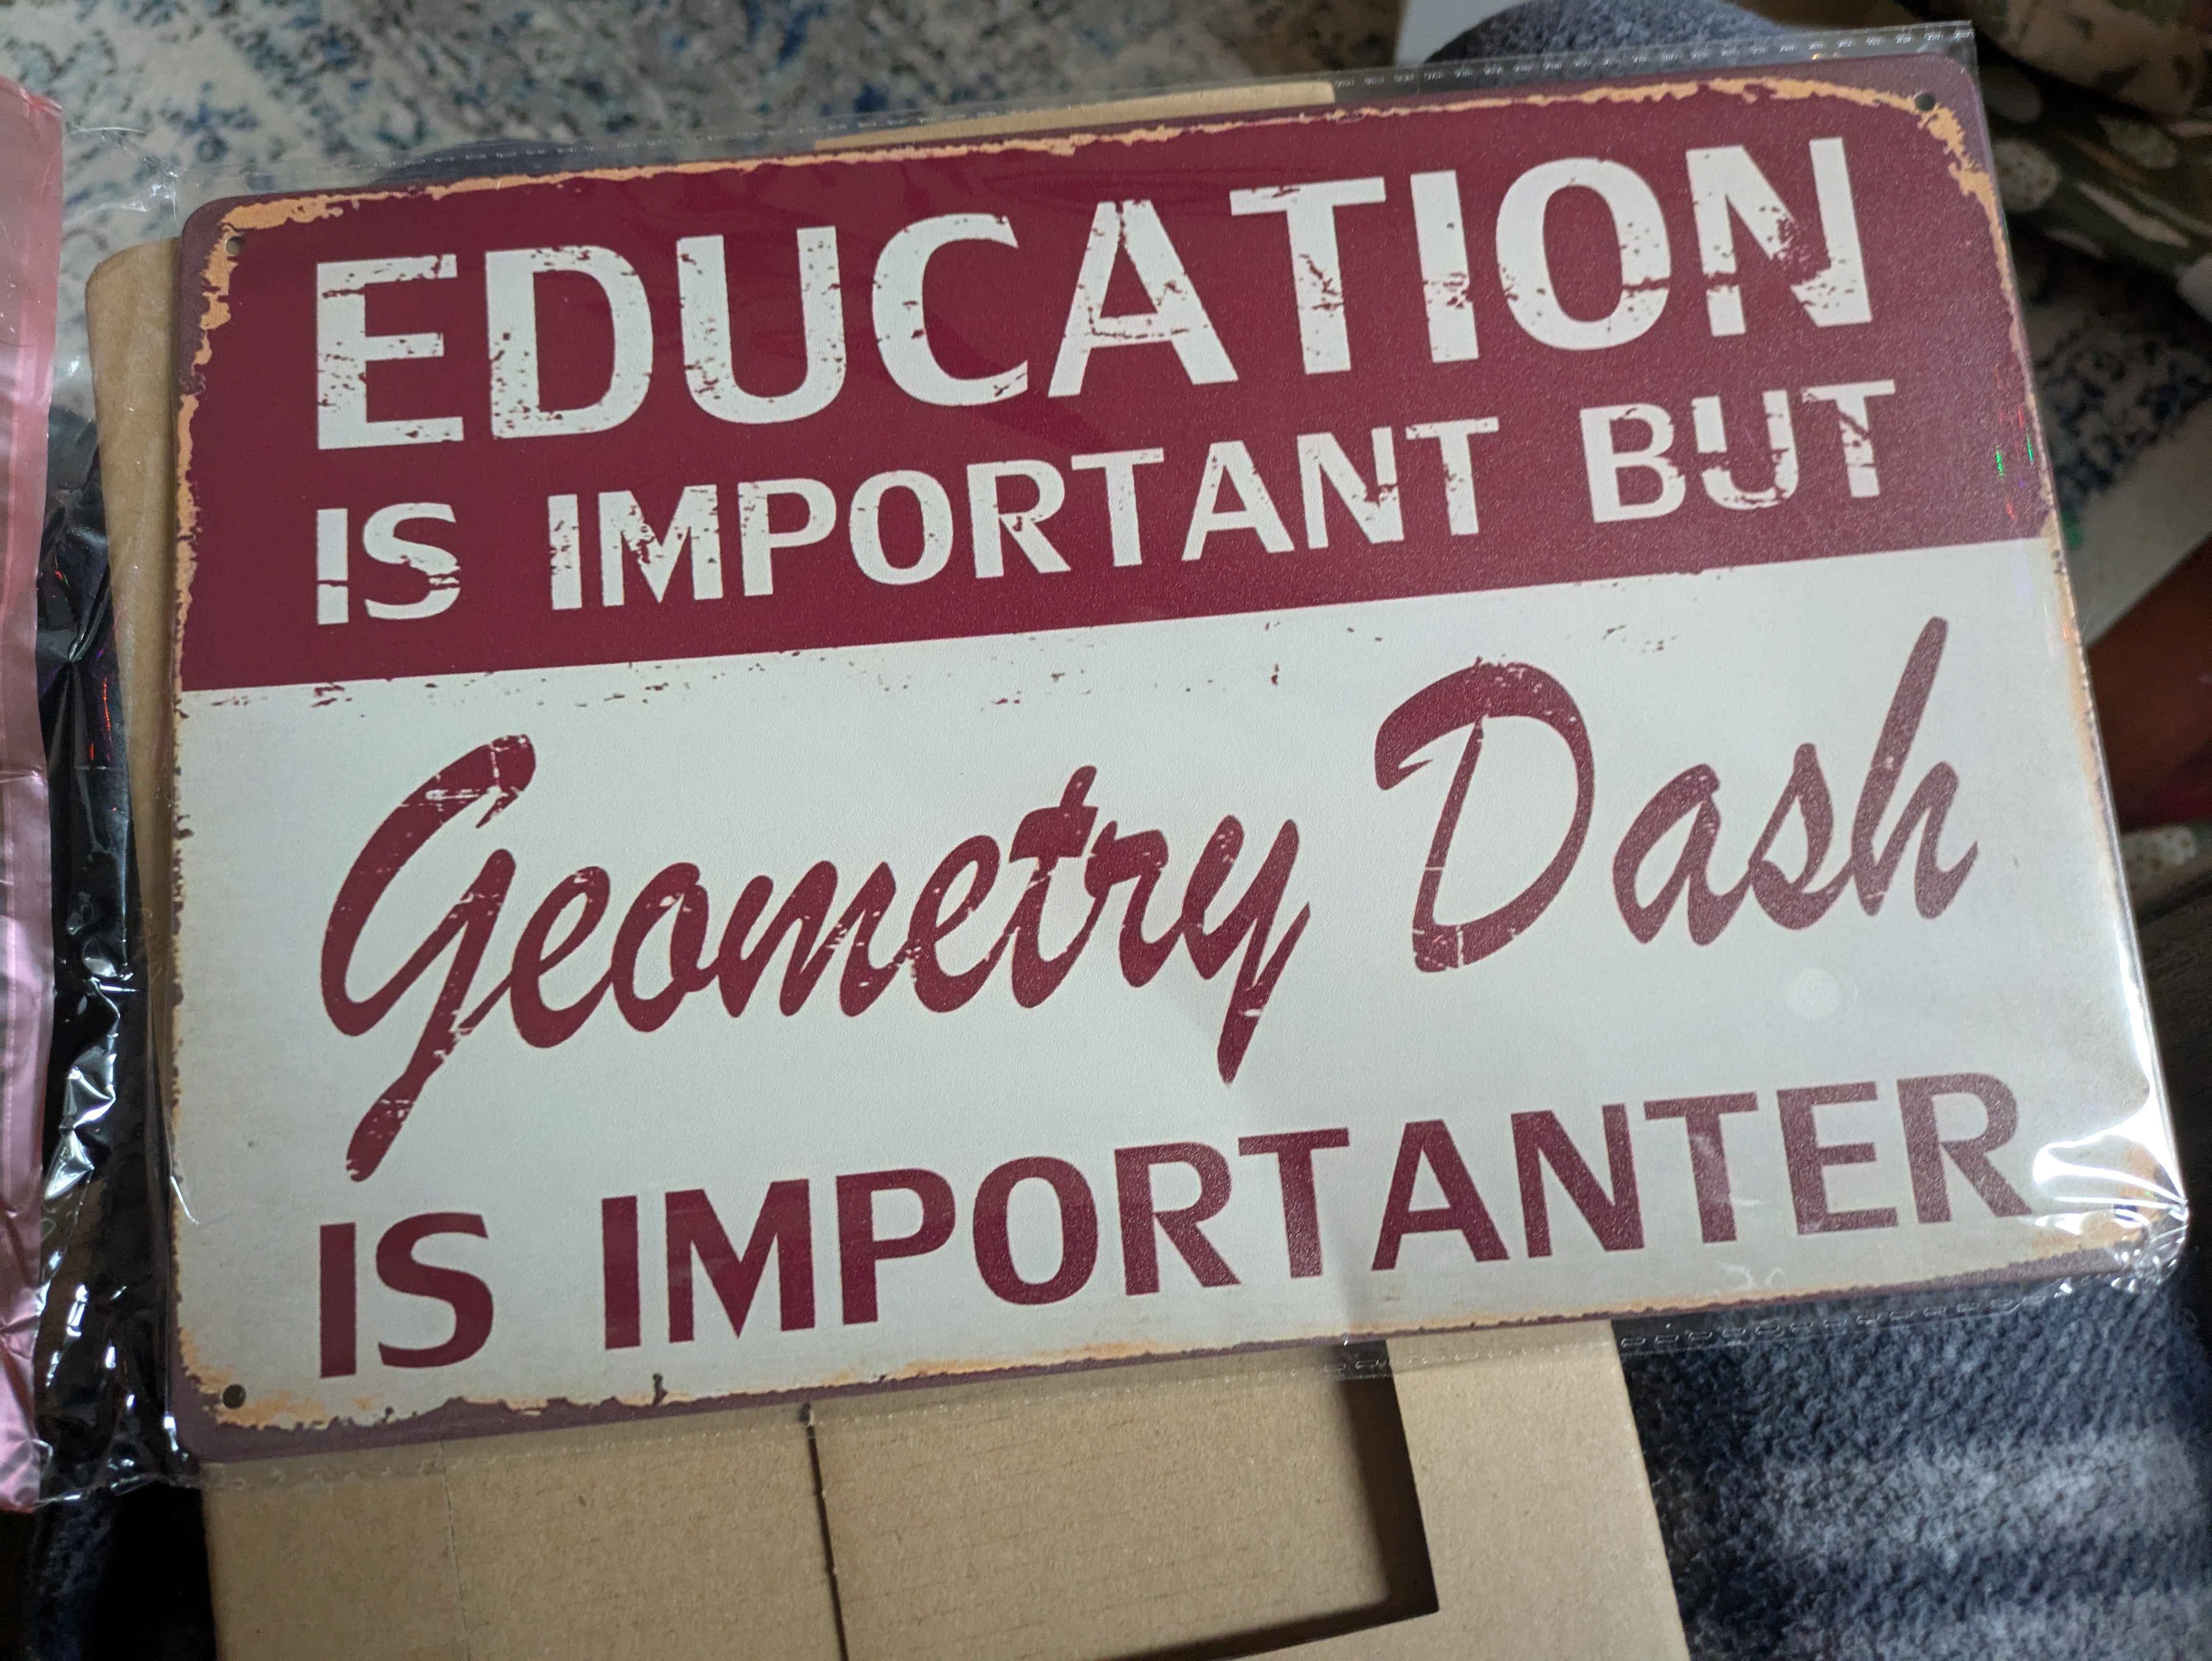 EDUCATION
IS IMPORTANT BUT
Geometry Dash
IS IMPORTANTER